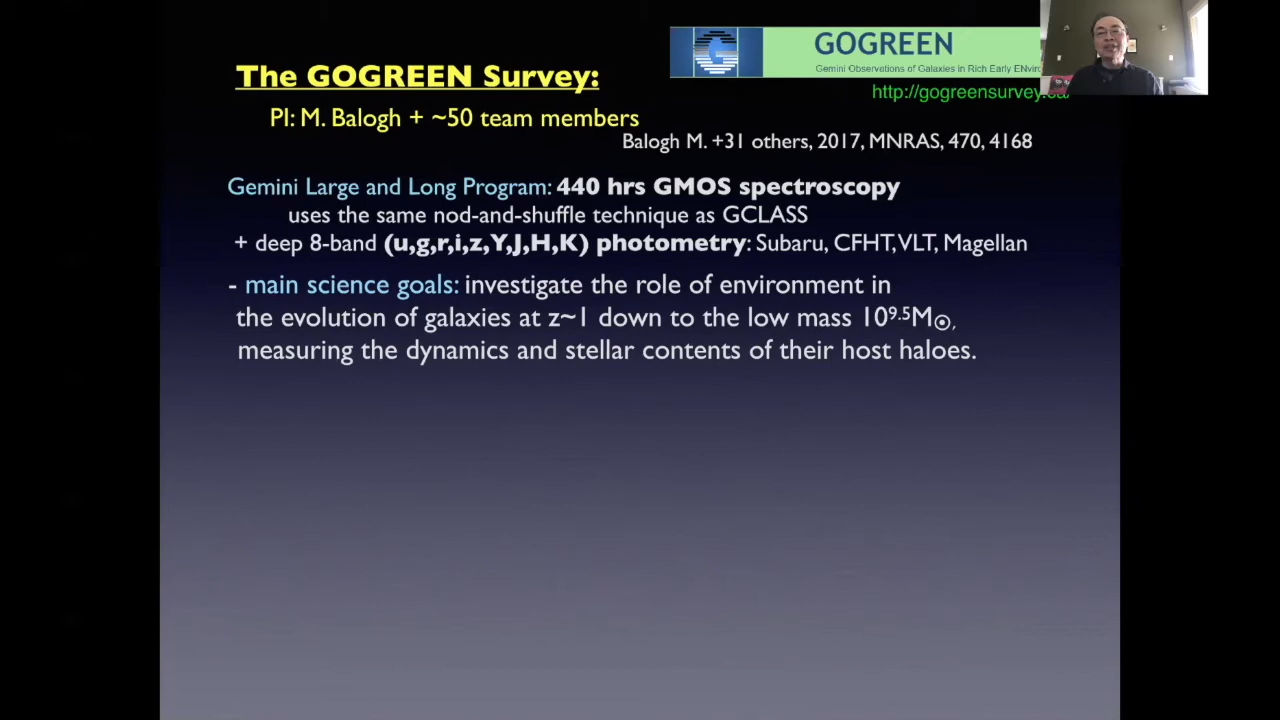 GOGREEN
Gemini Observations of Galaxies in Rich Early ENviro
http://gogreensurvey.ca/
The GOGREEN Survey:
PI: M. Balogh + ~50 team members
Balogh M. +31 others, 2017, MNRAS, 470, 4168
Gemini Large and Long Program: 440 hrs GMOS spectroscopy
uses the same nod-and-shuffle technique as GCLASS
+ deep 8-band (u,g,r,i,z,Y,J,H,K) photometry: Subaru, CFHT, VLT, Magellan
- main science goals: investigate the role of environment in
the evolution of galaxies at z~1 down to the low mass 10⁹·⁵M☉,
measuring the dynamics and stellar contents of their host haloes.